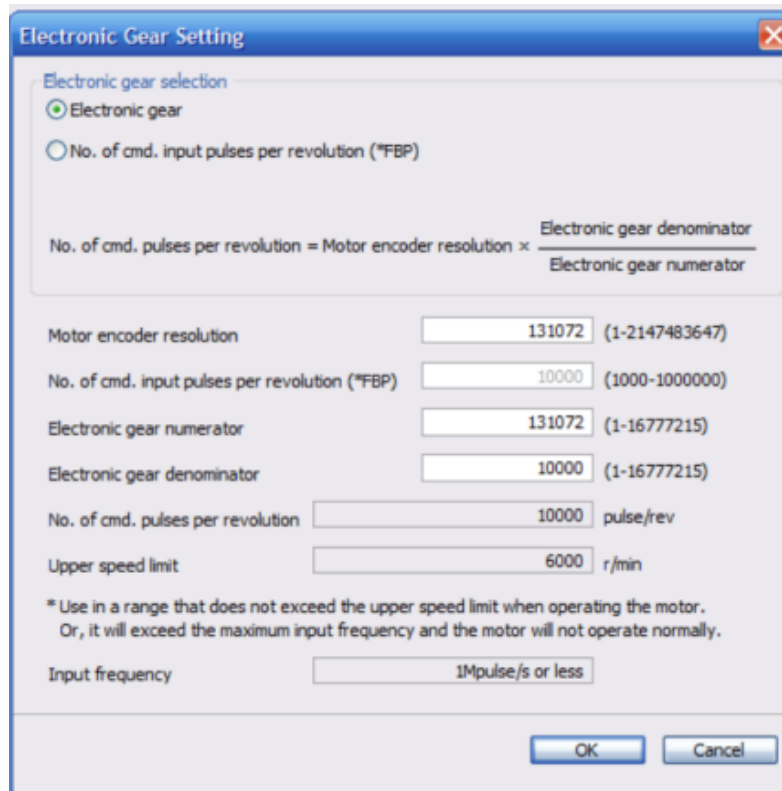 Electronic Gear Setting
Electronic gear selection
Electronic gear
No. of cmd. input pulses per revolution (*FBP)
Electronic gear denominator
No. of cmd. pulses per revolution = Motor encoder resolution ×
Electronic gear numerator
Motor encoder resolution 131072 (1-2147483647)
No. of cmd. input pulses per revolution (*FBP) 10000 (1000-1000000)
Electronic gear numerator 131072 (1-16777215)
Electronic gear denominator 10000 (1-16777215)
No. of cmd. pulses per revolution 10000 pulse/rev
Upper speed limit 6000 r/min
* Use in a range that does not exceed the upper speed limit when operating the motor.
Or, it will exceed the maximum input frequency and the motor will not operate normally.
Input frequency 1Mpulse/s or less
OK Cancel